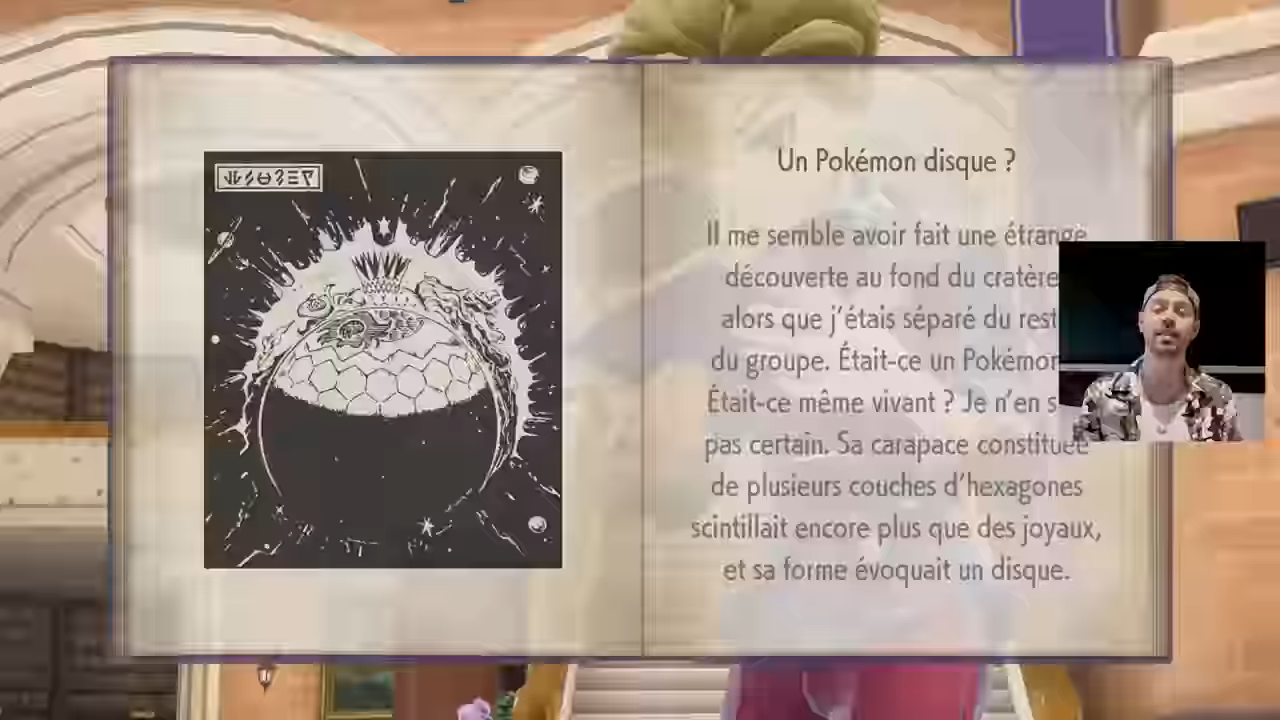 Un Pokémon disque ?
Il me semble avoir fait une étrange
découverte au fond du cratère
alors que j'étais séparé du rest
du groupe. Était-ce un Pokémon
Était-ce même vivant ? Je n'en s
pas certain. Sa carapace constituée
de plusieurs couches d'hexagones
scintillait encore plus que des joyaux,
et sa forme évoquait un disque.